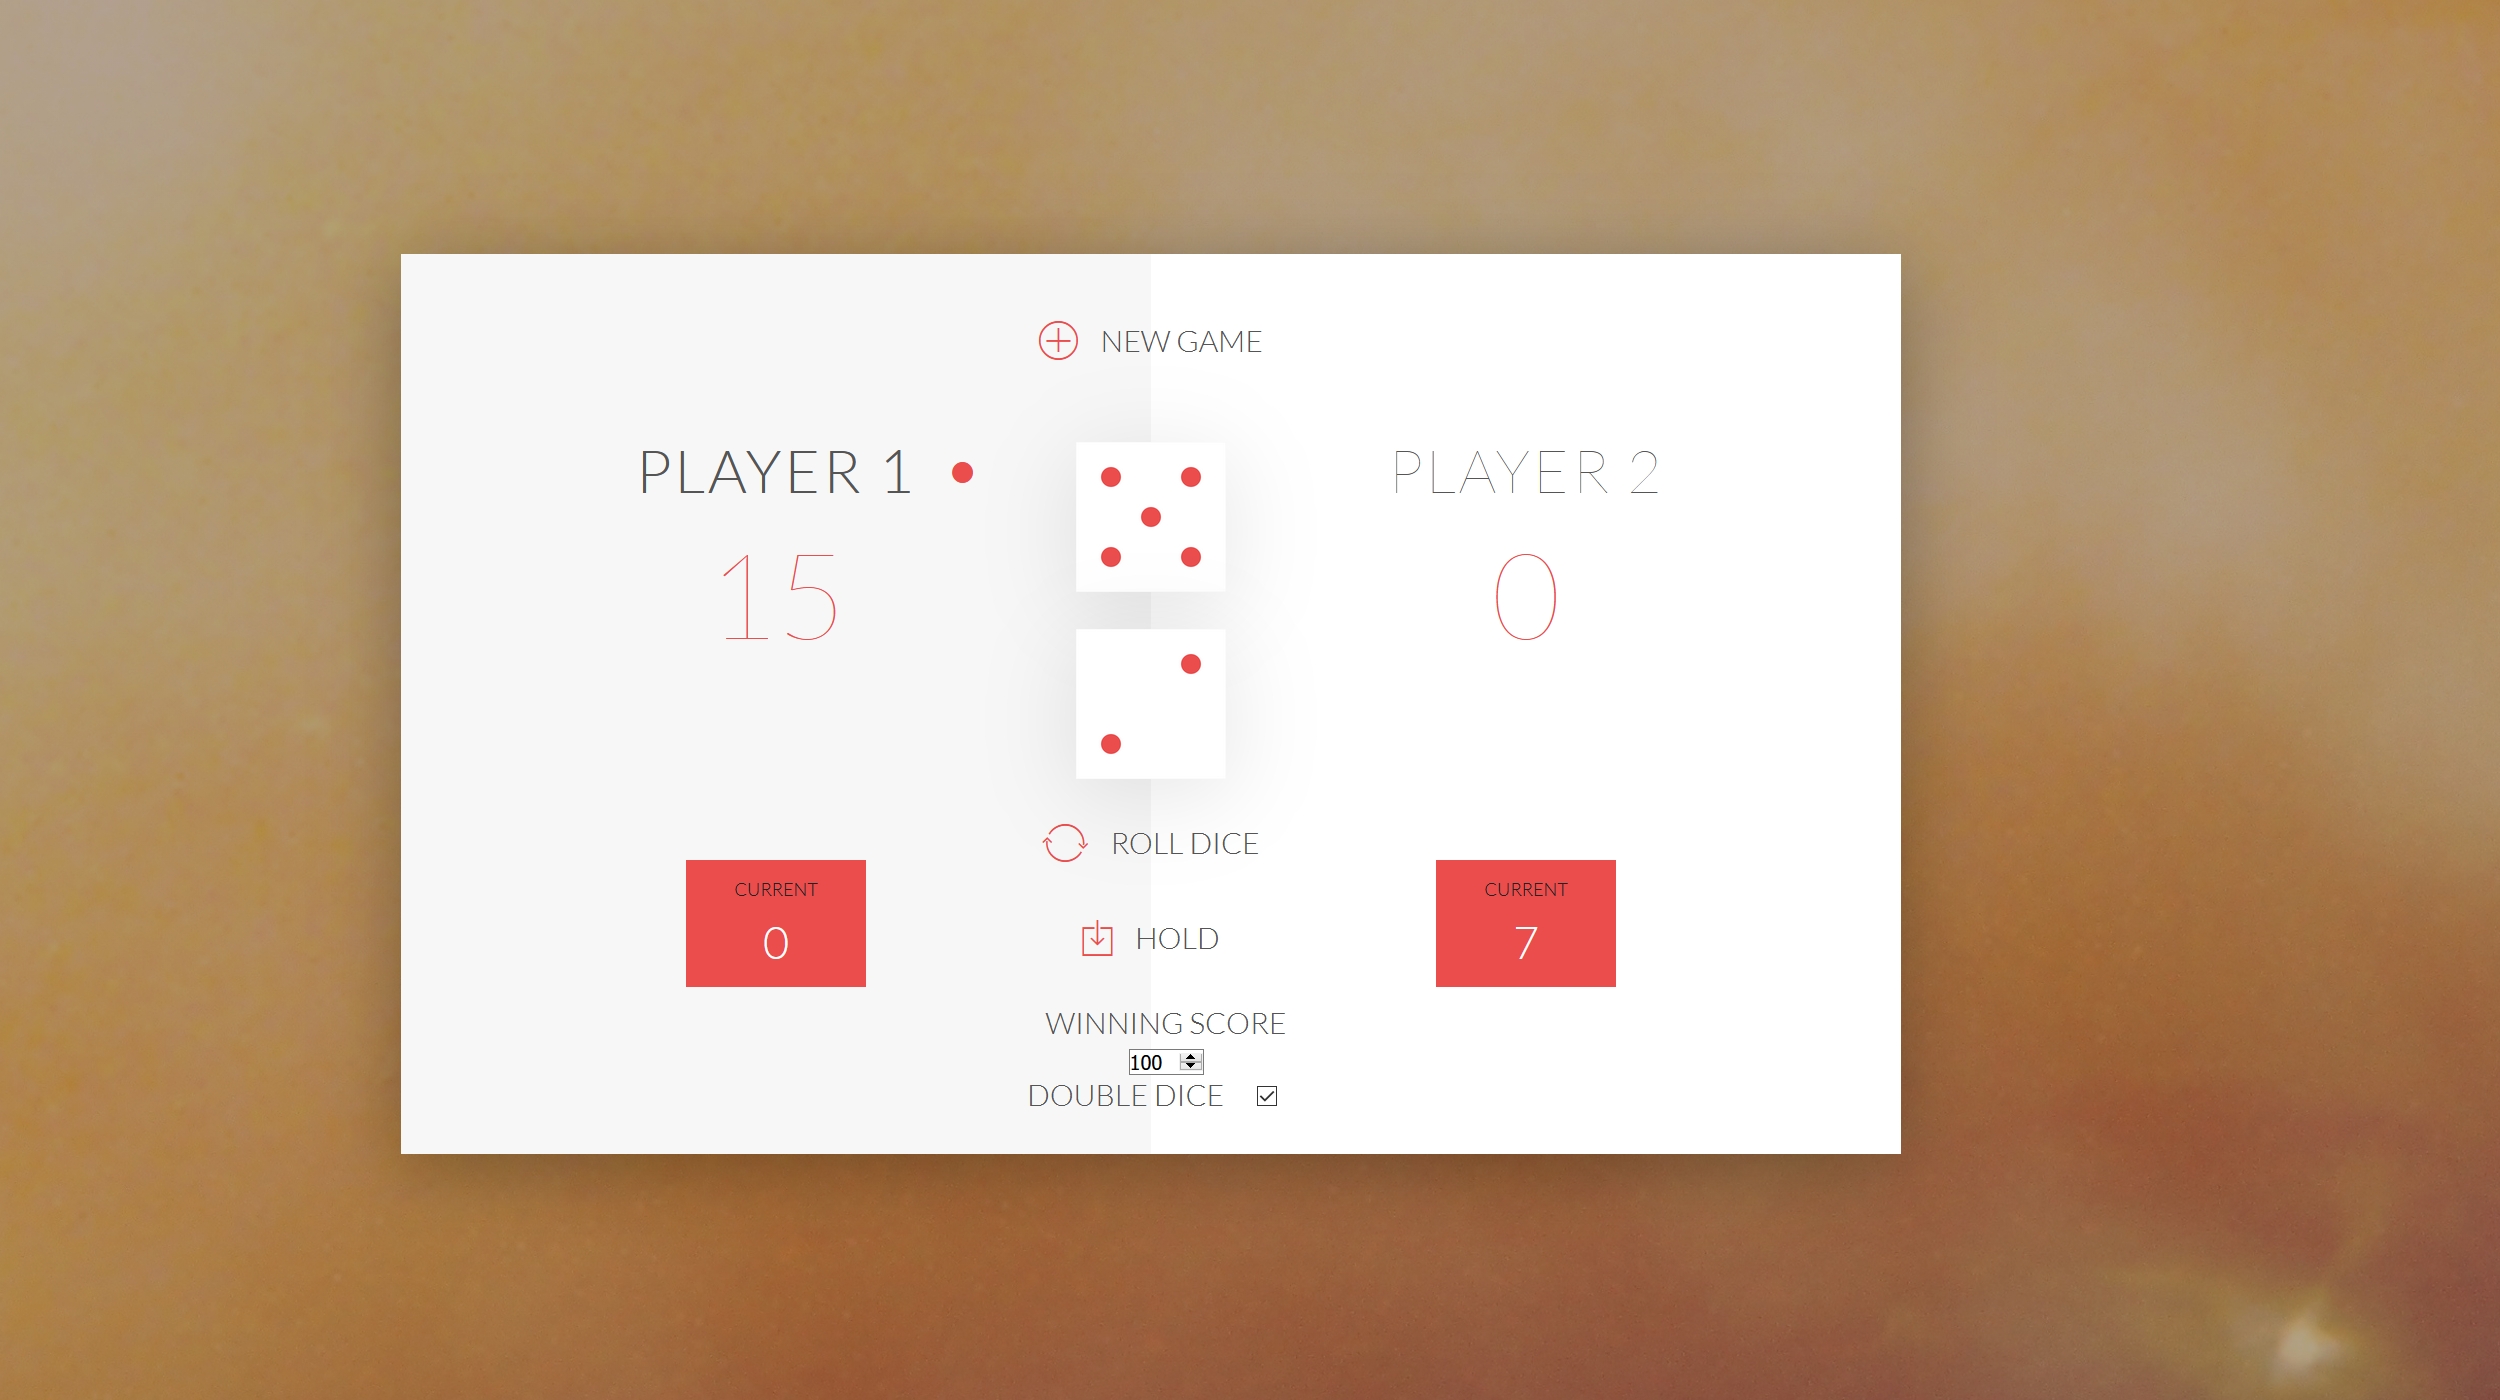 NEW GAME
PLAYER 1
15
PLAYER 2
0
ROLL DICE
CURRENT
0
CURRENT
7
HOLD
WINNING SCORE
100
DOUBLE DICE